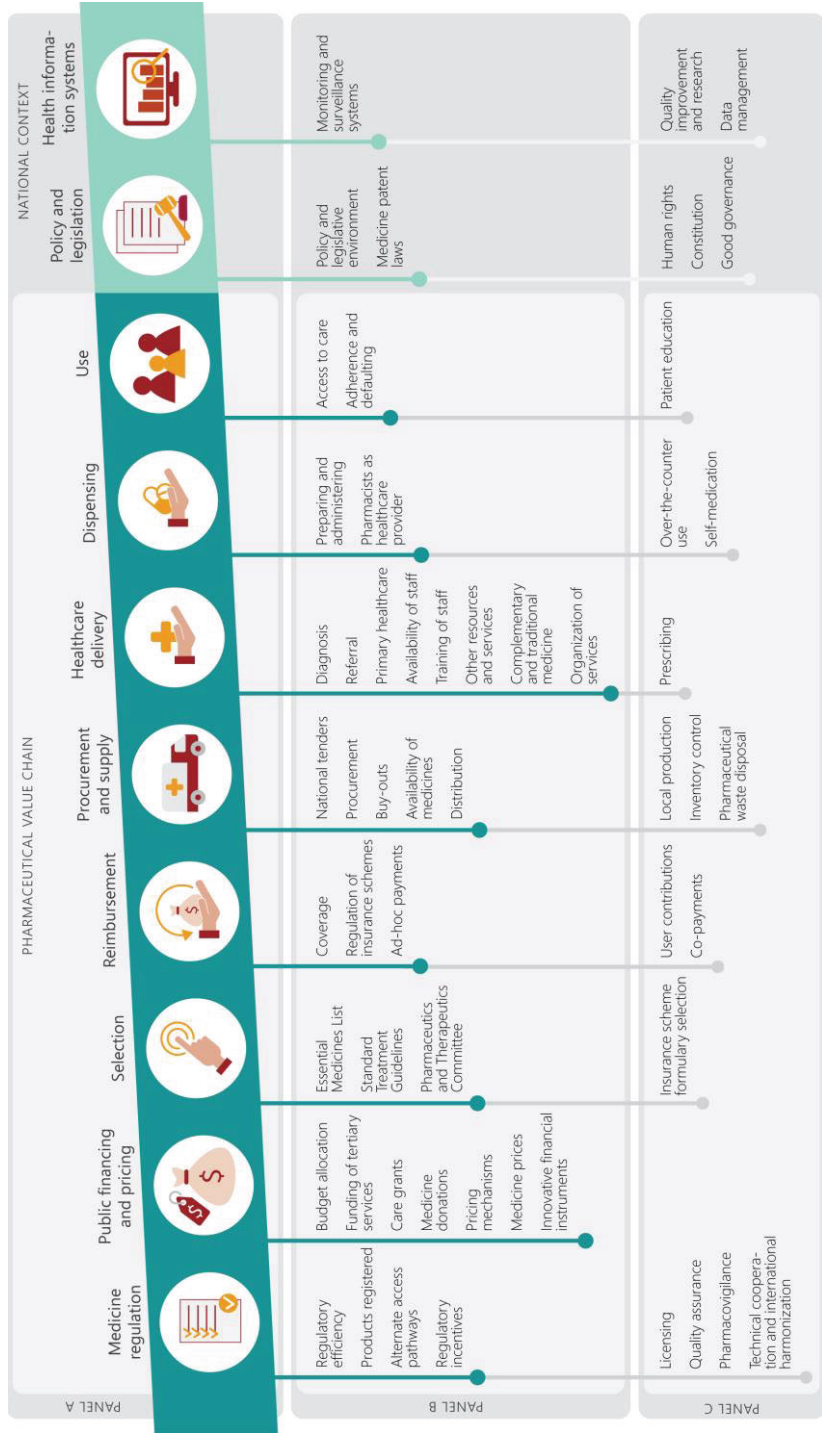 PHARMACEUTICAL VALUE CHAIN
NATIONAL CONTEXT
PANEL A
Medicine
regulation
Public financing
and pricing
Selection
Reimbursement
Procurement
and supply
Healthcare
delivery
Dispensing
Use
Policy and
legislation
Health informa-
tion systems
$
$
$
PANEL B
Regulatory
efficiency
Products registered
Alternate access
pathways
Regulatory
incentives
Budget allocation
Funding of tertiary
services
Care grants
Medicine
donations
Pricing
mechanisms
Medicine prices
Innovative financial
instruments
Essential
Medicines List
Standard
Treatment
Guidelines
Pharmaceutics
and Therapeutics
Committee
Coverage
Regulation of
insurance schemes
Ad-hoc payments
National tenders
Procurement
Buy-outs
Availability of
medicines
Distribution
Diagnosis
Referral
Primary healthcare
Availability of staff
Training of staff
Other resources
and services
Complementary
and traditional
medicine
Organization of
services
Preparing and
administering
Pharmacists as
healthcare
provider
Access to care
Adherence and
defaulting
Policy and
legislative
environment
Medicine patent
laws
Monitoring and
surveillance
systems
PANEL C
Licensing
Quality assurance
Pharmacovigilance
Technical coopera-
tion and international
harmonization
Insurance scheme
formulary selection
User contributions
Co-payments
Local production
Inventory control
Pharmaceutical
waste disposal
Prescribing
Over-the-counter
use
Self-medication
Patient education
Human rights
Constitution
Good governance
Quality
improvement
and research
Data
management